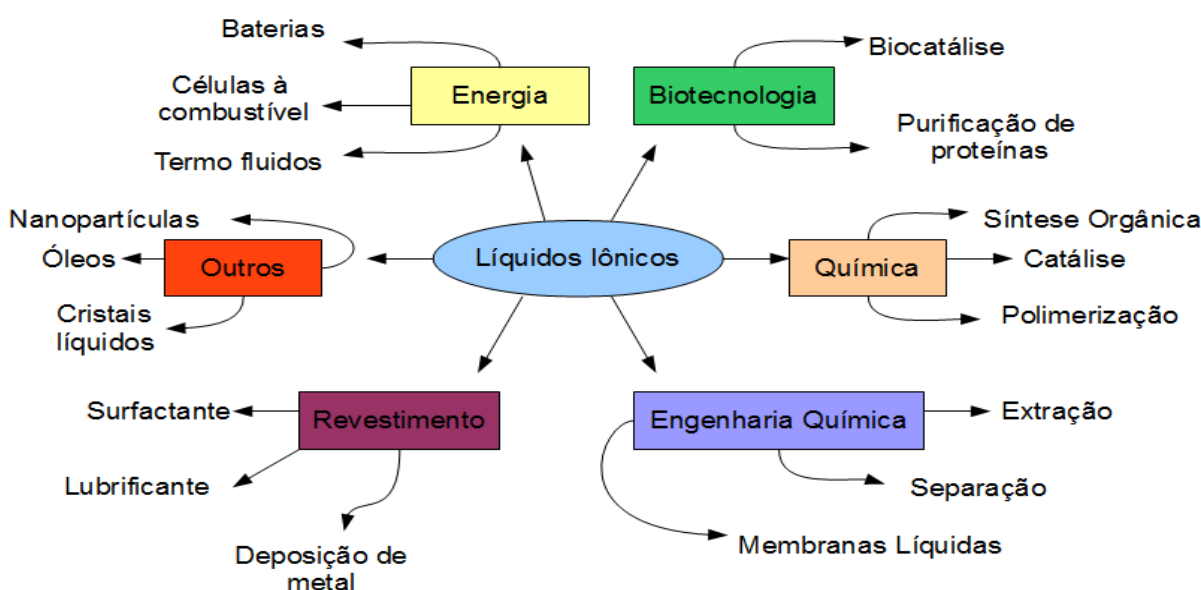 Baterias
Células à
combustível
Termo fluidos
Energia
Biotecnologia
Biocatálise
Purificação de
proteínas
Nanopartículas
Óleos
Cristais
líquidos
Outros
Líquidos Iônicos
Química
Síntese Orgânica
Catálise
Polimerização
Surfactante
Lubrificante
Deposição de
metal
Revestimento
Engenharia Química
Extração
Separação
Membranas Líquidas